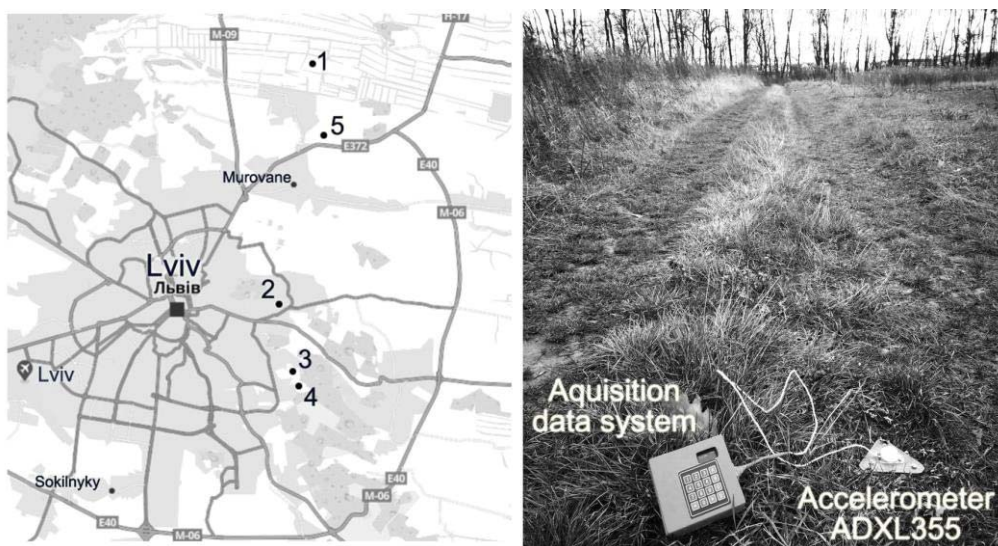 M-09
H-17
1
5
E372
Murovane
E40
M-06
Lviv
Львів
2
3
4
Lviv
Sokilnyky
M-06
E40
E40
M-06
Aquisition
data system
Accelerometer
ADXL355